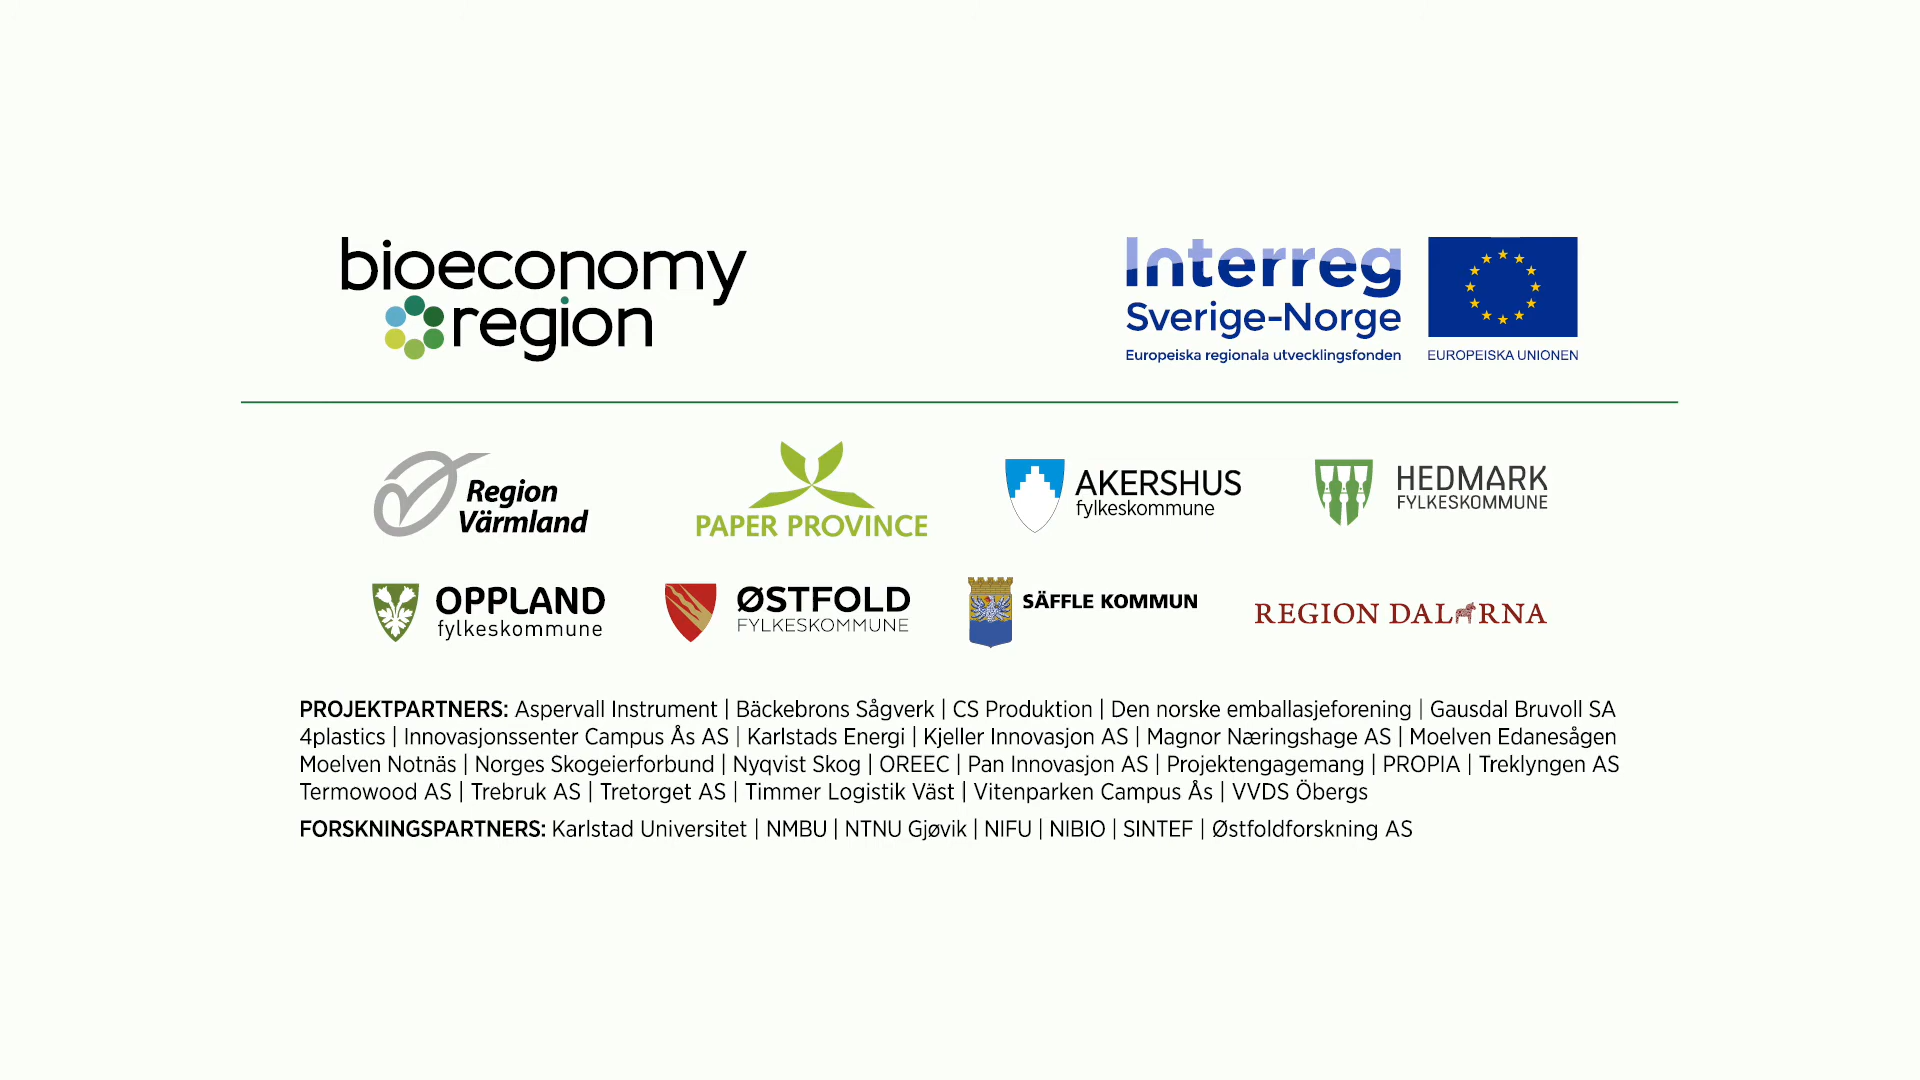 bioeconomy
region
Interreg
Sverige-Norge
Europeiska regionala utvecklingsfonden
EUROPEISKA UNIONEN
Region
Värmland
PAPER PROVINCE
AKERSHUS
fylkeskommune
HEDMARK
FYLKESKOMMUNE
OPPLAND
fylkeskommune
ØSTFOLD
FYLKESKOMMUNE
SÄFFLE KOMMUN
REGION DALARNA
PROJEKTPARTNERS: Aspervall Instrument | Bäckebrons Sågverk | CS Produktion | Den norske emballasjeforening | Gausdal Bruvoll SA
4plastics | Innovasjonssenter Campus Ås AS | Karlstads Energi | Kjeller Innovasjon AS | Magnor Næringshage AS | Moelven Edanesågen
Moelven Notnäs | Norges Skogeierforbund | Nyqvist Skog | OREEC | Pan Innovasjon AS | Projektengagemang | PROPIA | Treklyngen AS
Termowood AS | Trebruk AS | Tretorget AS | Timmer Logistik Väst | Vitenparken Campus Ås | VVDS Öbergs
FORSKNINGSPARTNERS: Karlstad Universitet | NMBU | NTNU Gjøvik | NIFU | NIBIO | SINTEF | Østfoldforskning AS